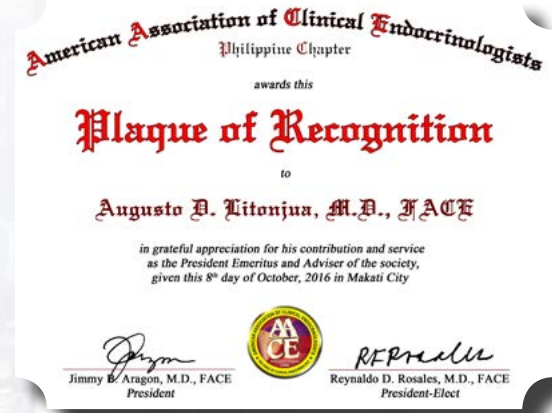 American Association of Clinical Endocrinologists
Philippine Chapter
awards this
Plaque of Recognition
to
Augusto D. Litonjua, M.D., FACE
in grateful appreciation for his contribution and service
as the President Emeritus and Adviser of the society,
given this 8th day of October, 2016 in Makati City
AACE
Jimmy B. Aragon, M.D., FACE
President
Reynaldo D. Rosales, M.D., FACE
President-Elect